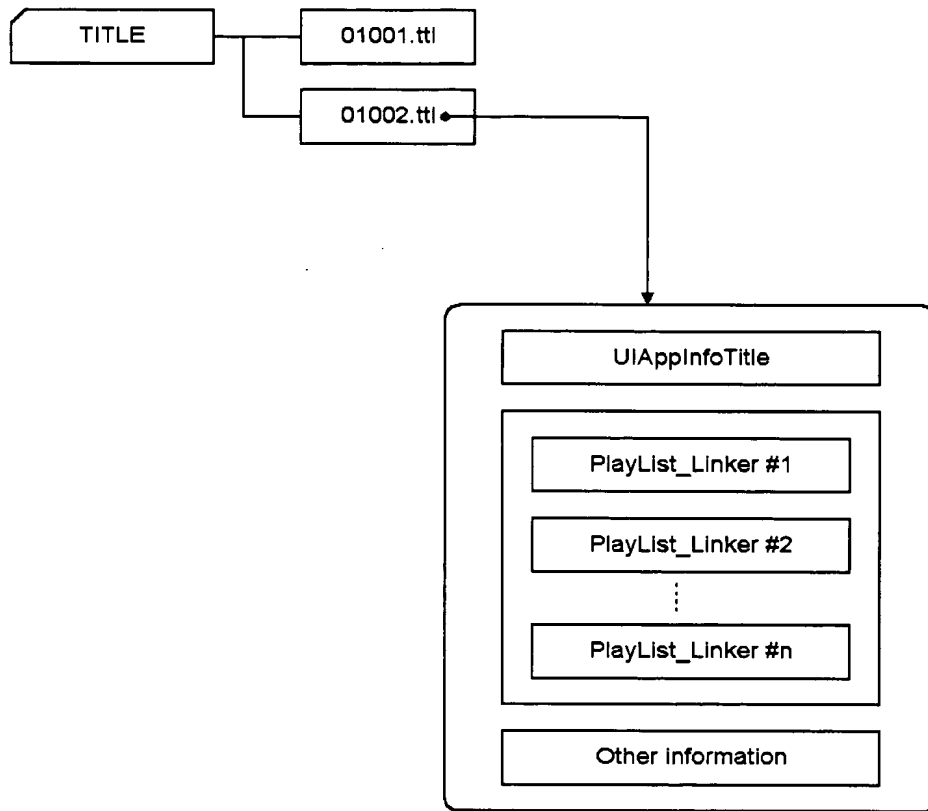 TITLE
01001.ttl
01002.ttl
UIAppInfoTitle
PlayList_Linker #1
PlayList_Linker #2
PlayList_Linker #n
Other information